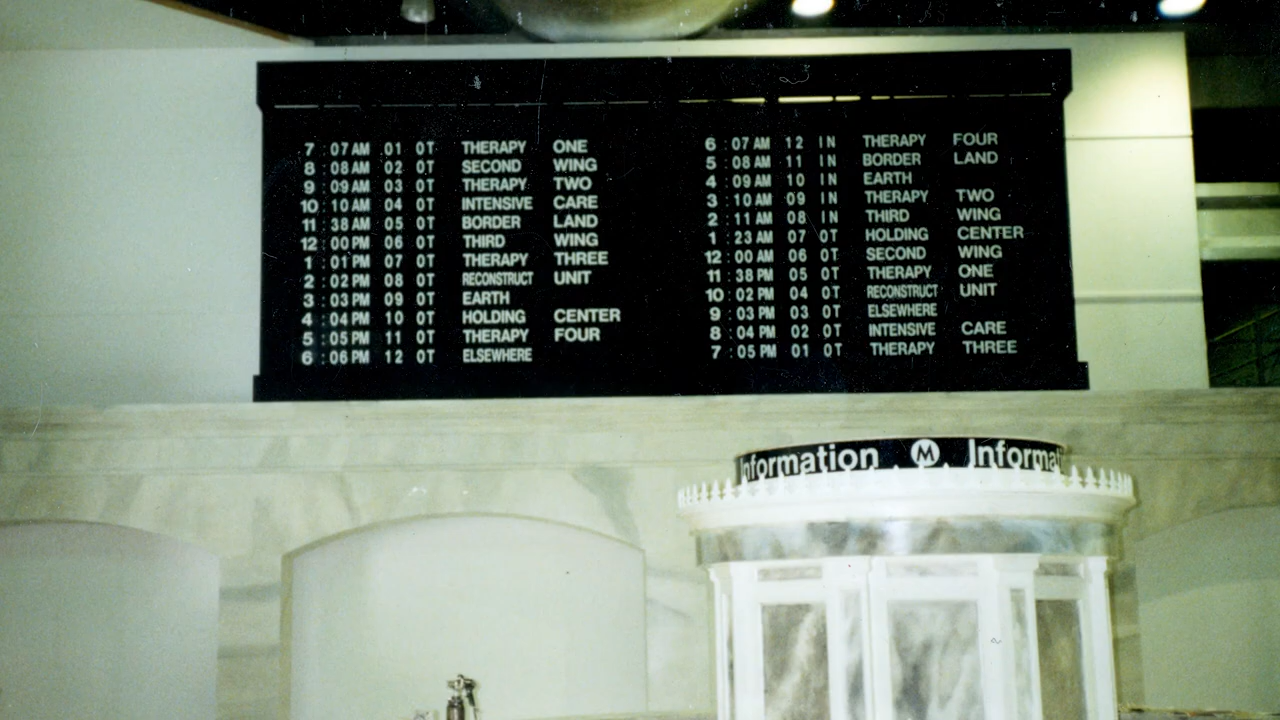 7 : 07 AM 01 OT THERAPY ONE
8 : 08 AM 02 OT SECOND WING
9 : 09 AM 03 OT THERAPY TWO
10 : 10 AM 04 OT INTENSIVE CARE
11 : 38 AM 05 OT BORDER LAND
12 : 00 PM 06 OT THIRD WING
1 : 01 PM 07 OT THERAPY THREE
2 : 02 PM 08 OT RECONSTRUCT UNIT
3 : 03 PM 09 OT EARTH
4 : 04 PM 10 OT HOLDING CENTER
5 : 05 PM 11 OT THERAPY FOUR
6 : 06 PM 12 OT ELSEWHERE
6 : 07 AM 12 IN THERAPY FOUR
5 : 08 AM 11 IN BORDER LAND
4 : 09 AM 10 IN EARTH
3 : 10 AM 09 IN THERAPY TWO
2 : 11 AM 08 IN THIRD WING
1 : 23 AM 07 OT HOLDING CENTER
12 : 00 AM 06 OT SECOND WING
11 : 38 PM 05 OT THERAPY ONE
10 : 02 PM 04 OT RECONSTRUCT UNIT
9 : 03 PM 03 OT ELSEWHERE
8 : 04 PM 02 OT INTENSIVE CARE
7 : 05 PM 01 OT THERAPY THREE
Information M Informa